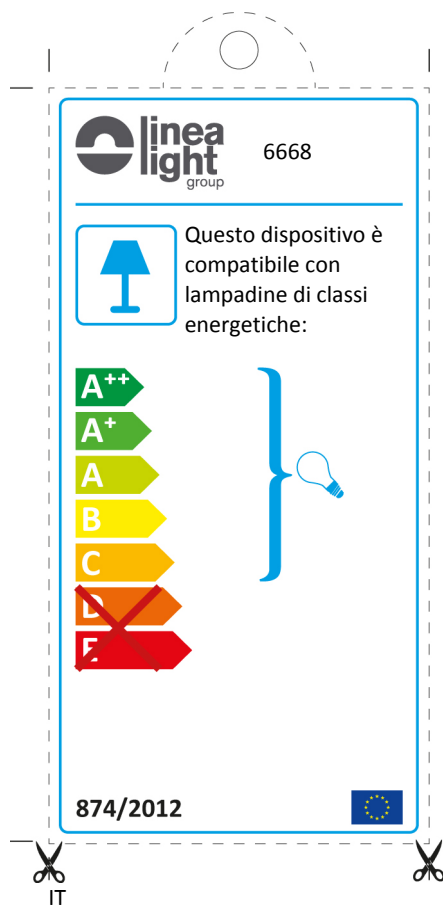 linea
light
group
6668
Questo dispositivo è
compatibile con
lampadine di classi
energetiche:
A++
A+
A
B
C
D
E
874/2012
IT